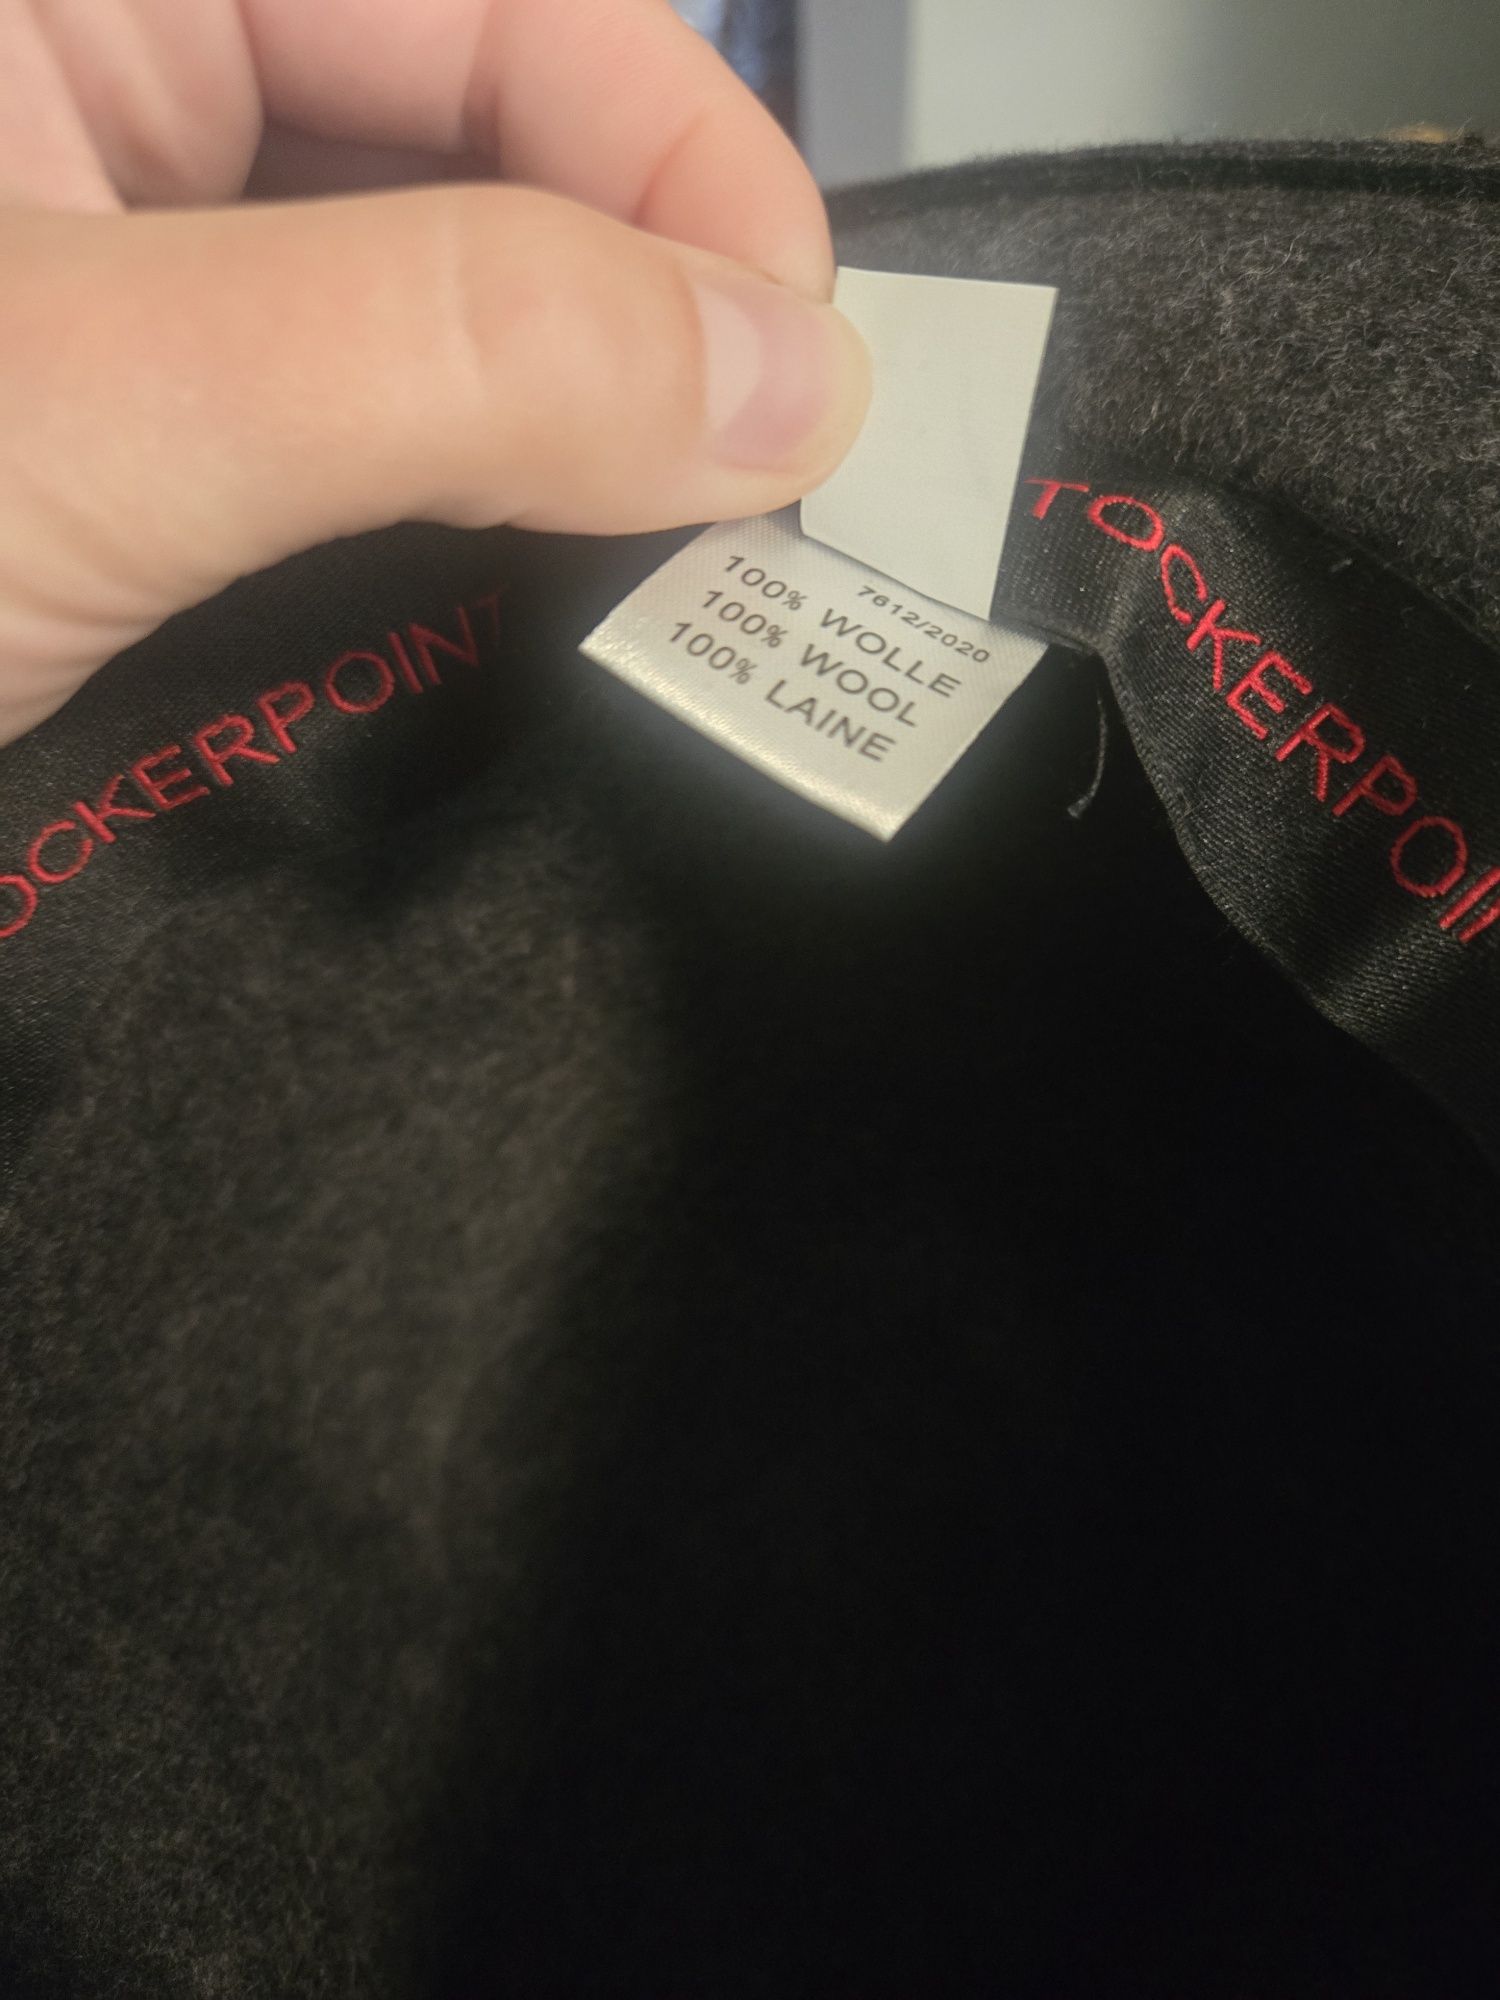 7612/2020
100% WOLLE
100% WOOL
100% LAINE
OCKERPOINT
TOCKERPOI